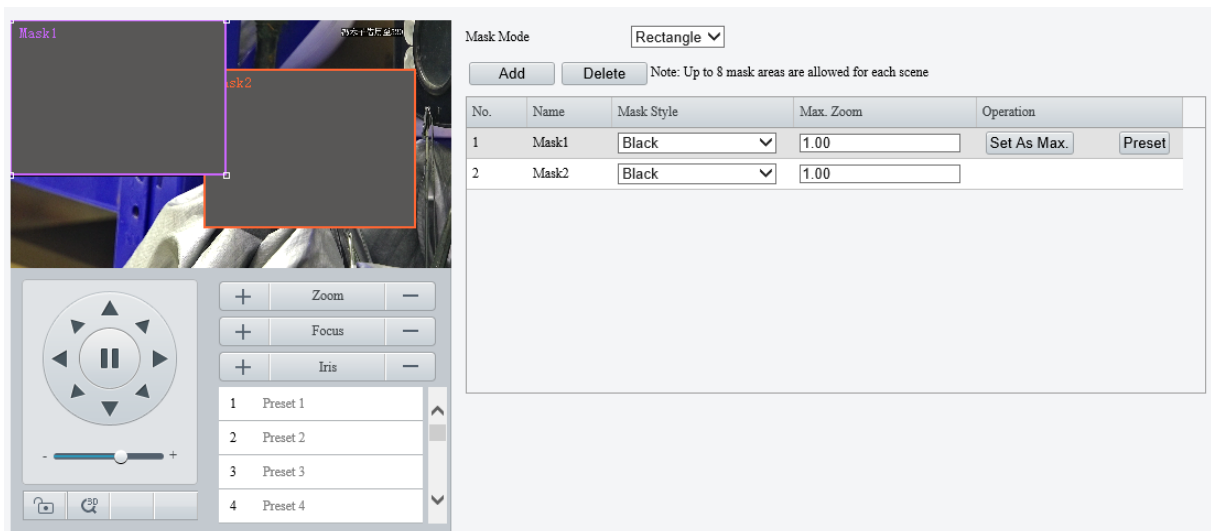 Mask1
Mask Mode
Rectangle
Add
Delete
Note: Up to 8 mask areas are allowed for each scene
No. Name Mask Style Max. Zoom Operation
1 Mask1 Black 1.00 Set As Max. Preset
2 Mask2 Black 1.00
ask2
+ Zoom −
+ Focus −
+ Iris −
1 Preset 1
2 Preset 2
3 Preset 3
4 Preset 4
- +
3D